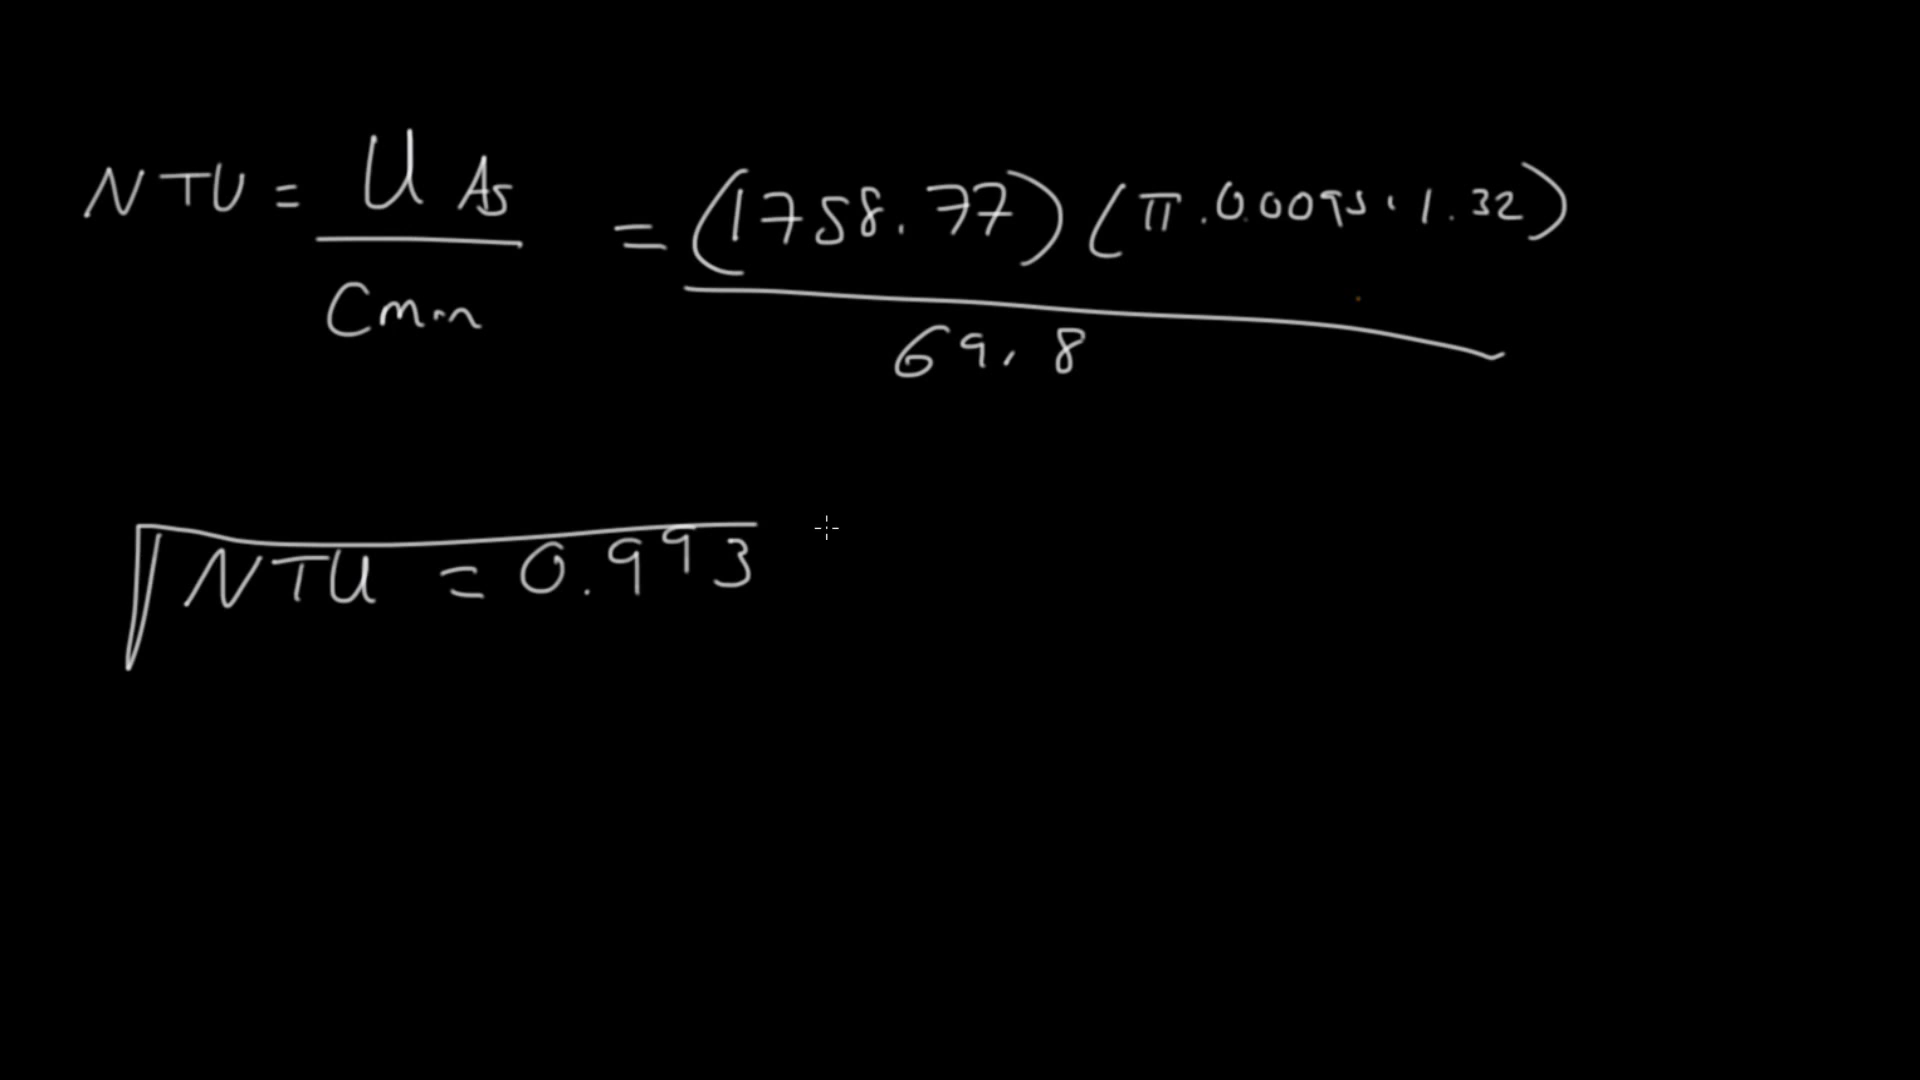 NTU = U As / Cmin = (1758.77) (π . 0.0095 . 1.32) / 69.8
NTU = 0.993